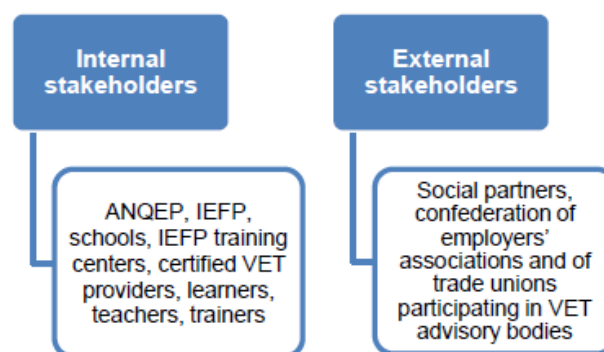 Internal
stakeholders
ANQEP, IEFP,
schools, IEFP training
centers, certified VET
providers, learners,
teachers, trainers
External
stakeholders
Social partners,
confederation of
employers'
associations and of
trade unions
participating in VET
advisory bodies